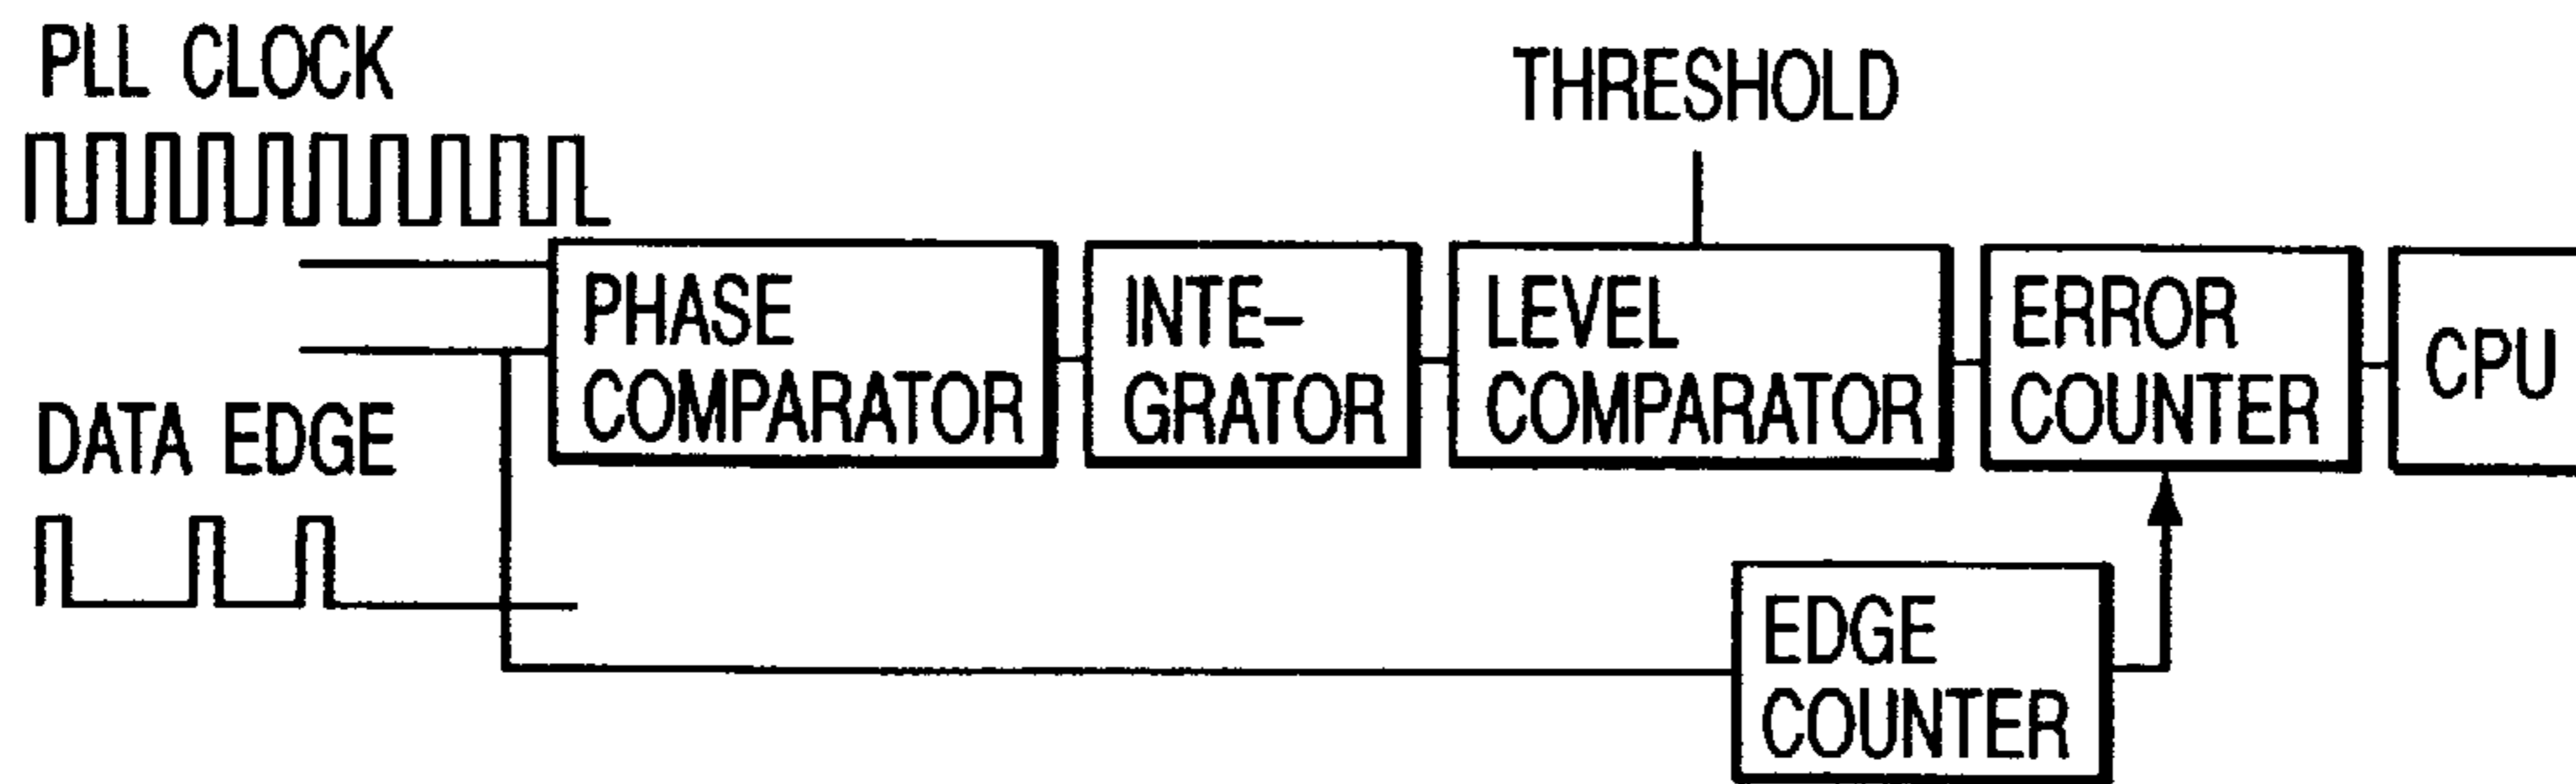 PLL CLOCK
THRESHOLD
PHASE
COMPARATOR
INTE-
GRATOR
LEVEL
COMPARATOR
ERROR
COUNTER
CPU
DATA EDGE
EDGE
COUNTER